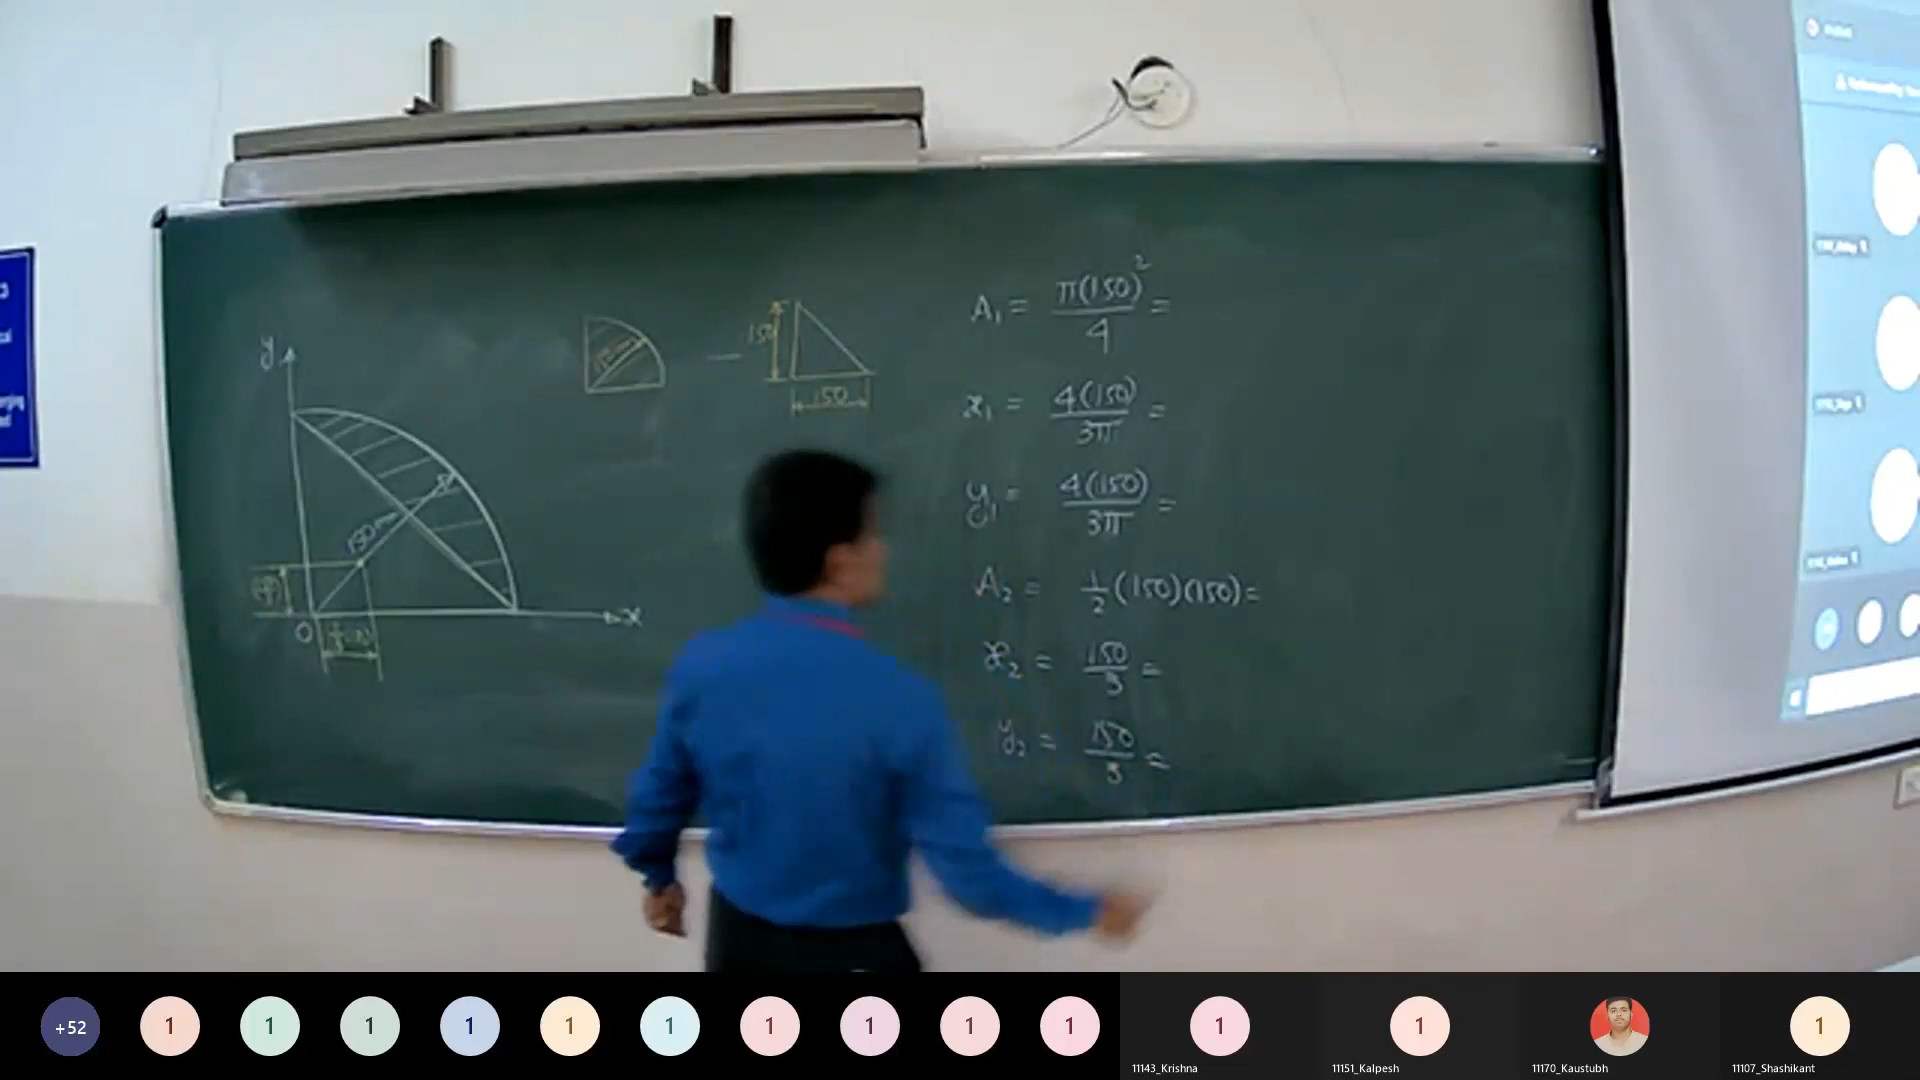 y
150 mm
O
x
150
150
A₁ = π(150)²/4 =
x₁ = 4(150)/3π =
y₁ = 4(150)/3π =
A₂ = 1/2 (150)(150) =
x₂ = 150/3 =
y₂ = 150/3 =
+52
1
1
1
1
1
1
1
1
1
1
1
1
1
11143_Krishna
11151_Kalpesh
11170_Kaustubh
11107_Shashikant